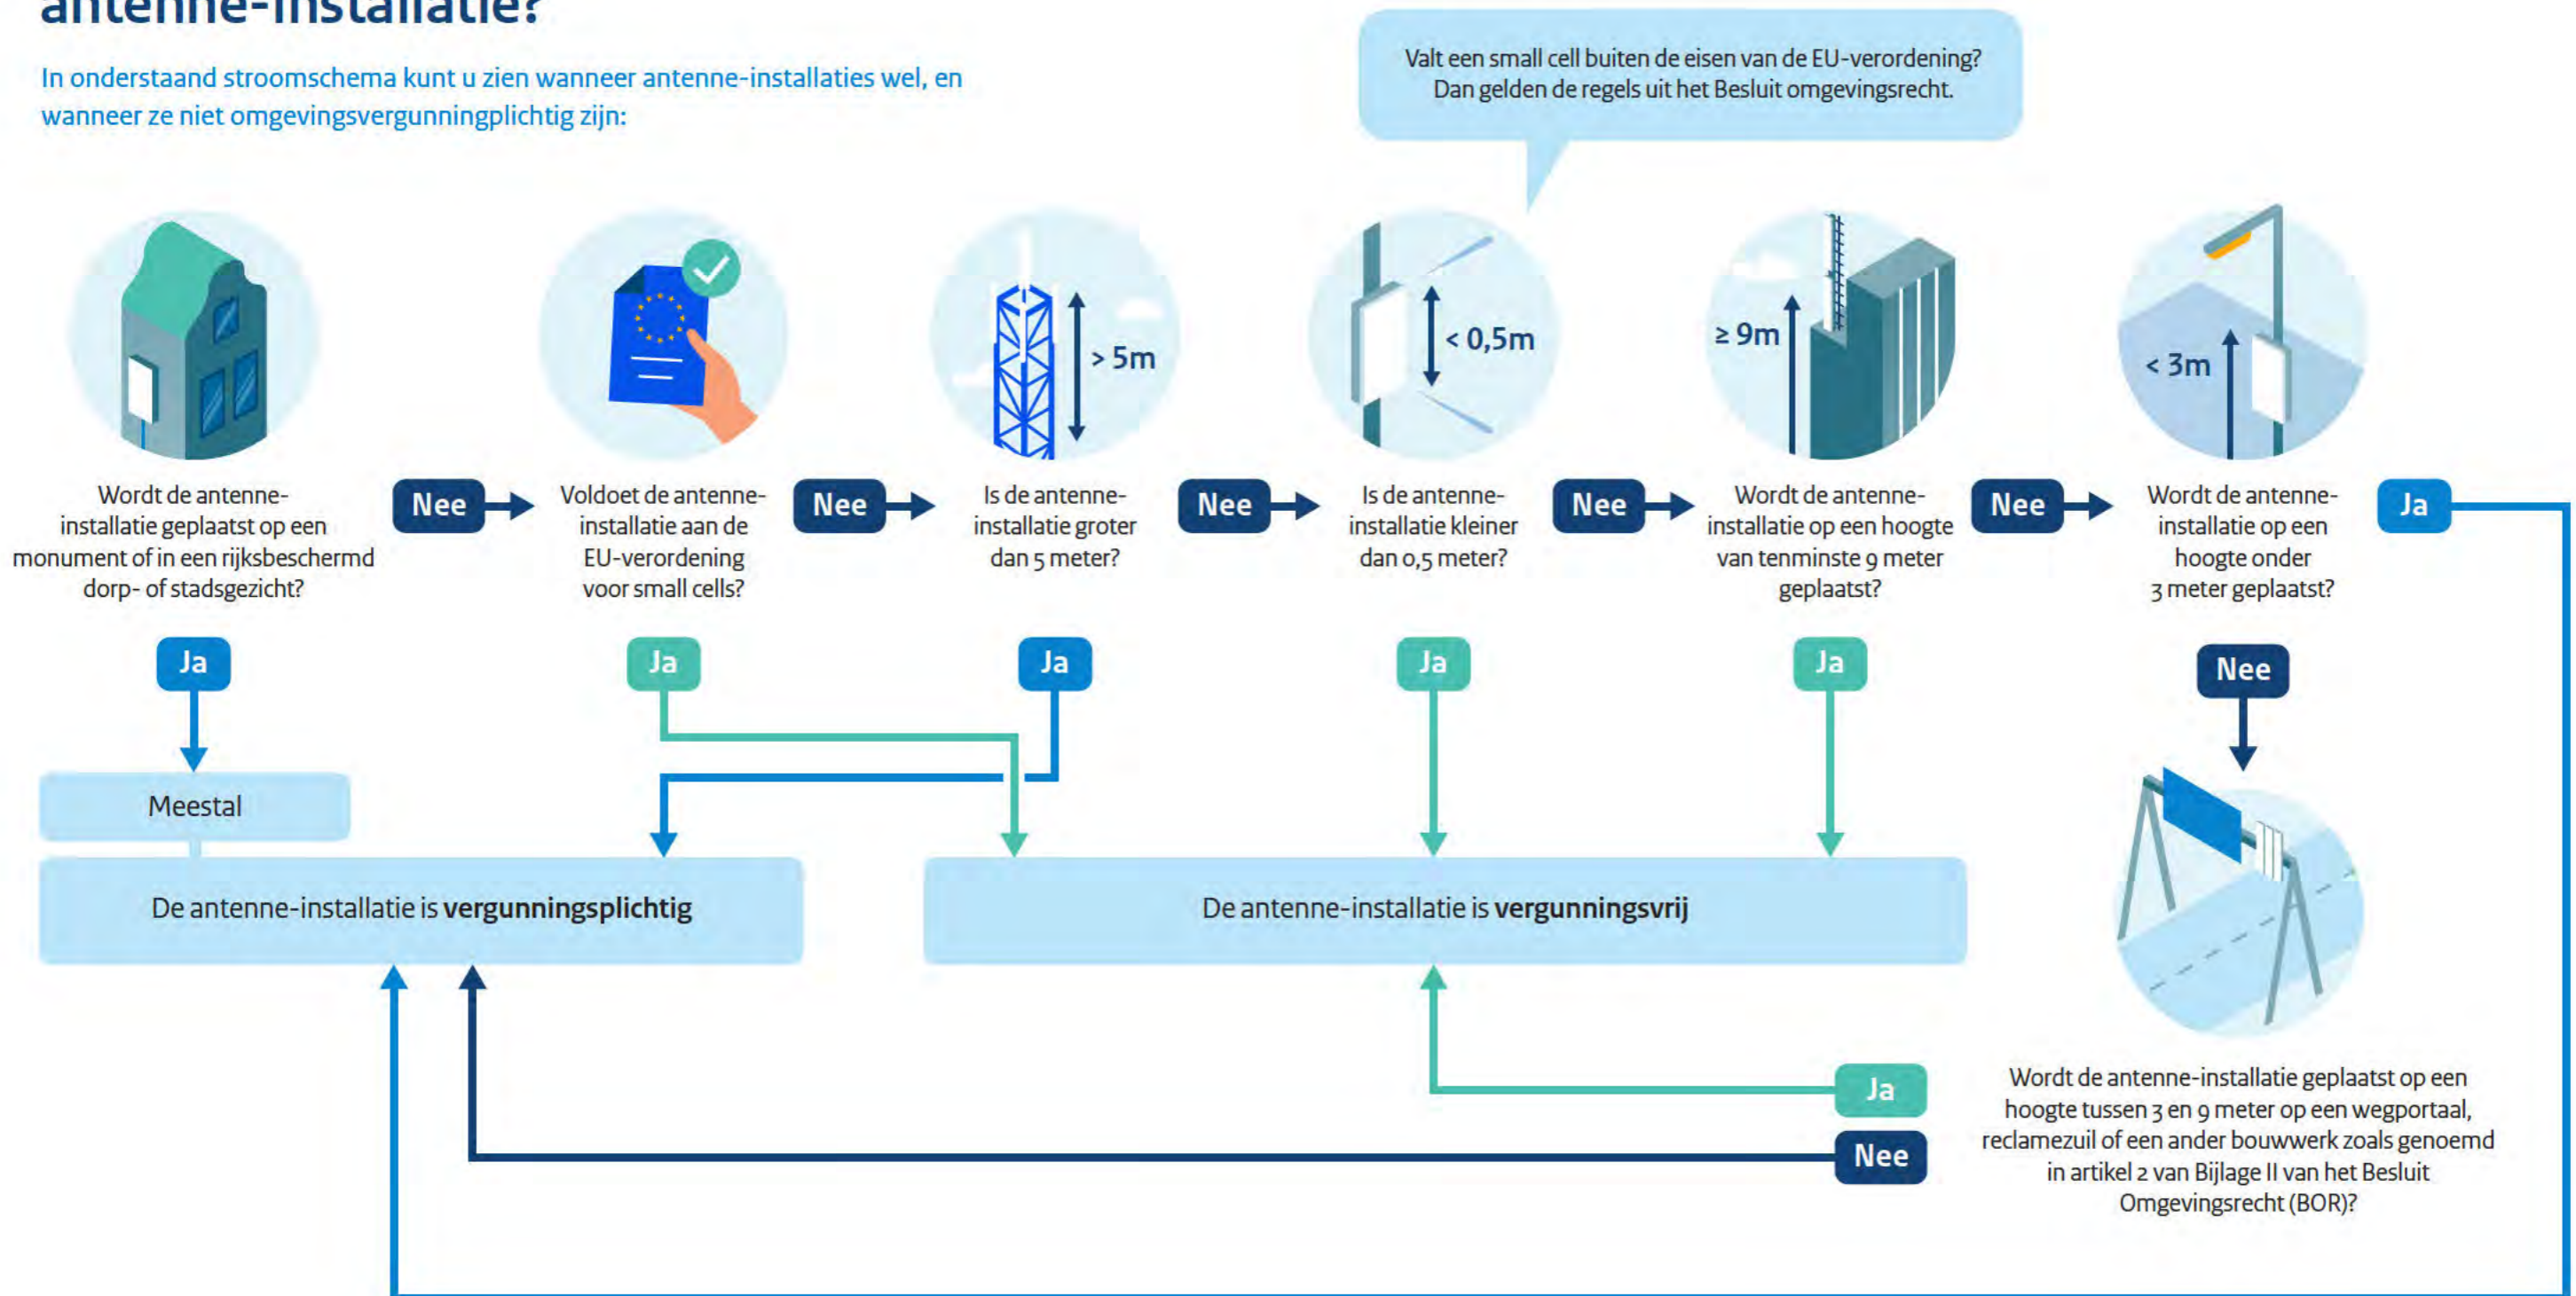 antenne-installatie?
In onderstaand stroomschema kunt u zien wanneer antenne-installaties wel, en
wanneer ze niet omgevingsvergunningplichtig zijn:
Valt een small cell buiten de eisen van de EU-verordening?
Dan gelden de regels uit het Besluit omgevingsrecht.
> 5m
< 0,5m
≥ 9m
< 3m
Wordt de antenne-
installatie geplaatst op een
monument of in een rijksbeschermd
dorp- of stadsgezicht?
Nee
Voldoet de antenne-
installatie aan de
EU-verordening
voor small cells?
Nee
Is de antenne-
installatie groter
dan 5 meter?
Nee
Is de antenne-
installatie kleiner
dan 0,5 meter?
Nee
Wordt de antenne-
installatie op een hoogte
van tenminste 9 meter
geplaatst?
Nee
Wordt de antenne-
installatie op een
hoogte onder
3 meter geplaatst?
Ja
Ja
Ja
Ja
Ja
Ja
Nee
Meestal
De antenne-installatie is vergunningsplichtig
De antenne-installatie is vergunningsvrij
Ja
Nee
Wordt de antenne-installatie geplaatst op een
hoogte tussen 3 en 9 meter op een wegportaal,
reclamezuil of een ander bouwwerk zoals genoemd
in artikel 2 van Bijlage II van het Besluit
Omgevingsrecht (BOR)?